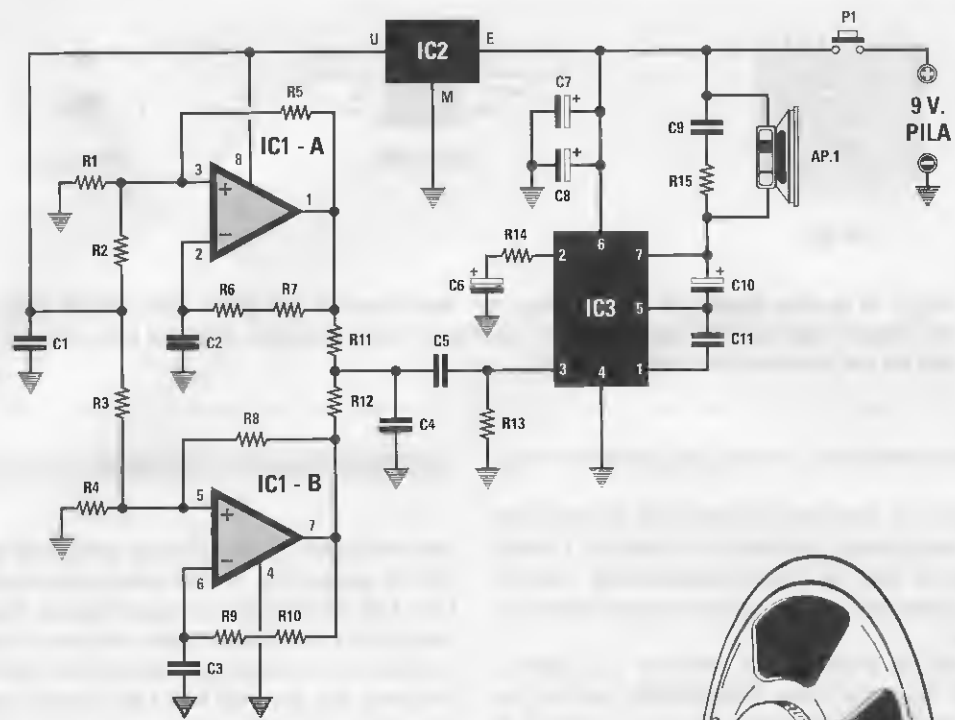 P1
U
IC2
E
M
9 V.
PILA
C7
+
C8
+
C9
R15
AP.1
R5
IC1 - A
R1
8
3
+
1
R2
2
−
R6
R7
C1
C2
R11
R14
+
C6
2
6
7
+
C10
IC3
5
C11
3
4
1
C5
R12
R3
C4
R13
R8
IC1 - B
R4
5
+
7
6
−
4
R9
R10
C3